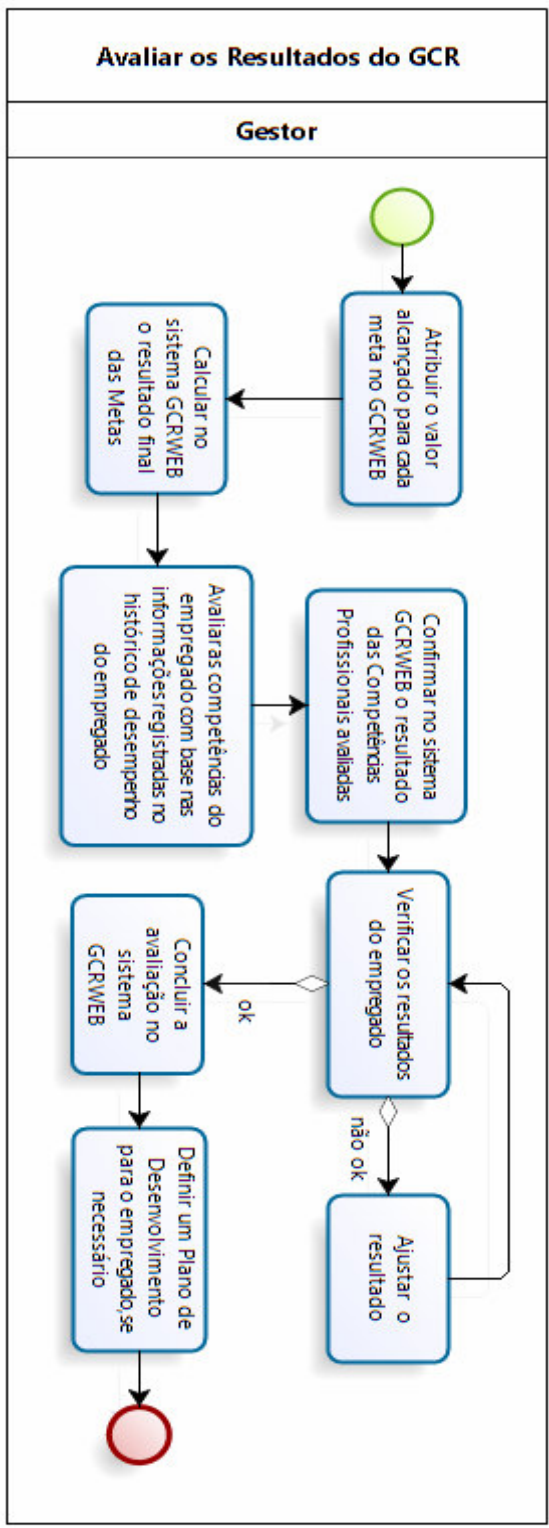 Avaliar os Resultados do GCR
Gestor
Atribuir o valor
alcançado para cada
meta no GCRWEB
Calcular no
sistema GCRWEB
o resultado final
das Metas
Avaliar as competências do
empregado com base nas
informações registradas no
histórico de desempenho
do empregado
Confirmar no sistema
GCRWEB o resultado
das Competências
Profissionais avaliadas
Verificar os resultados
do empregado
não ok
Ajustar o
resultado
ok
Concluir a
avaliação no
sistema
GCRWEB
Definir um Plano de
Desenvolvimento
para o empregado, se
necessário